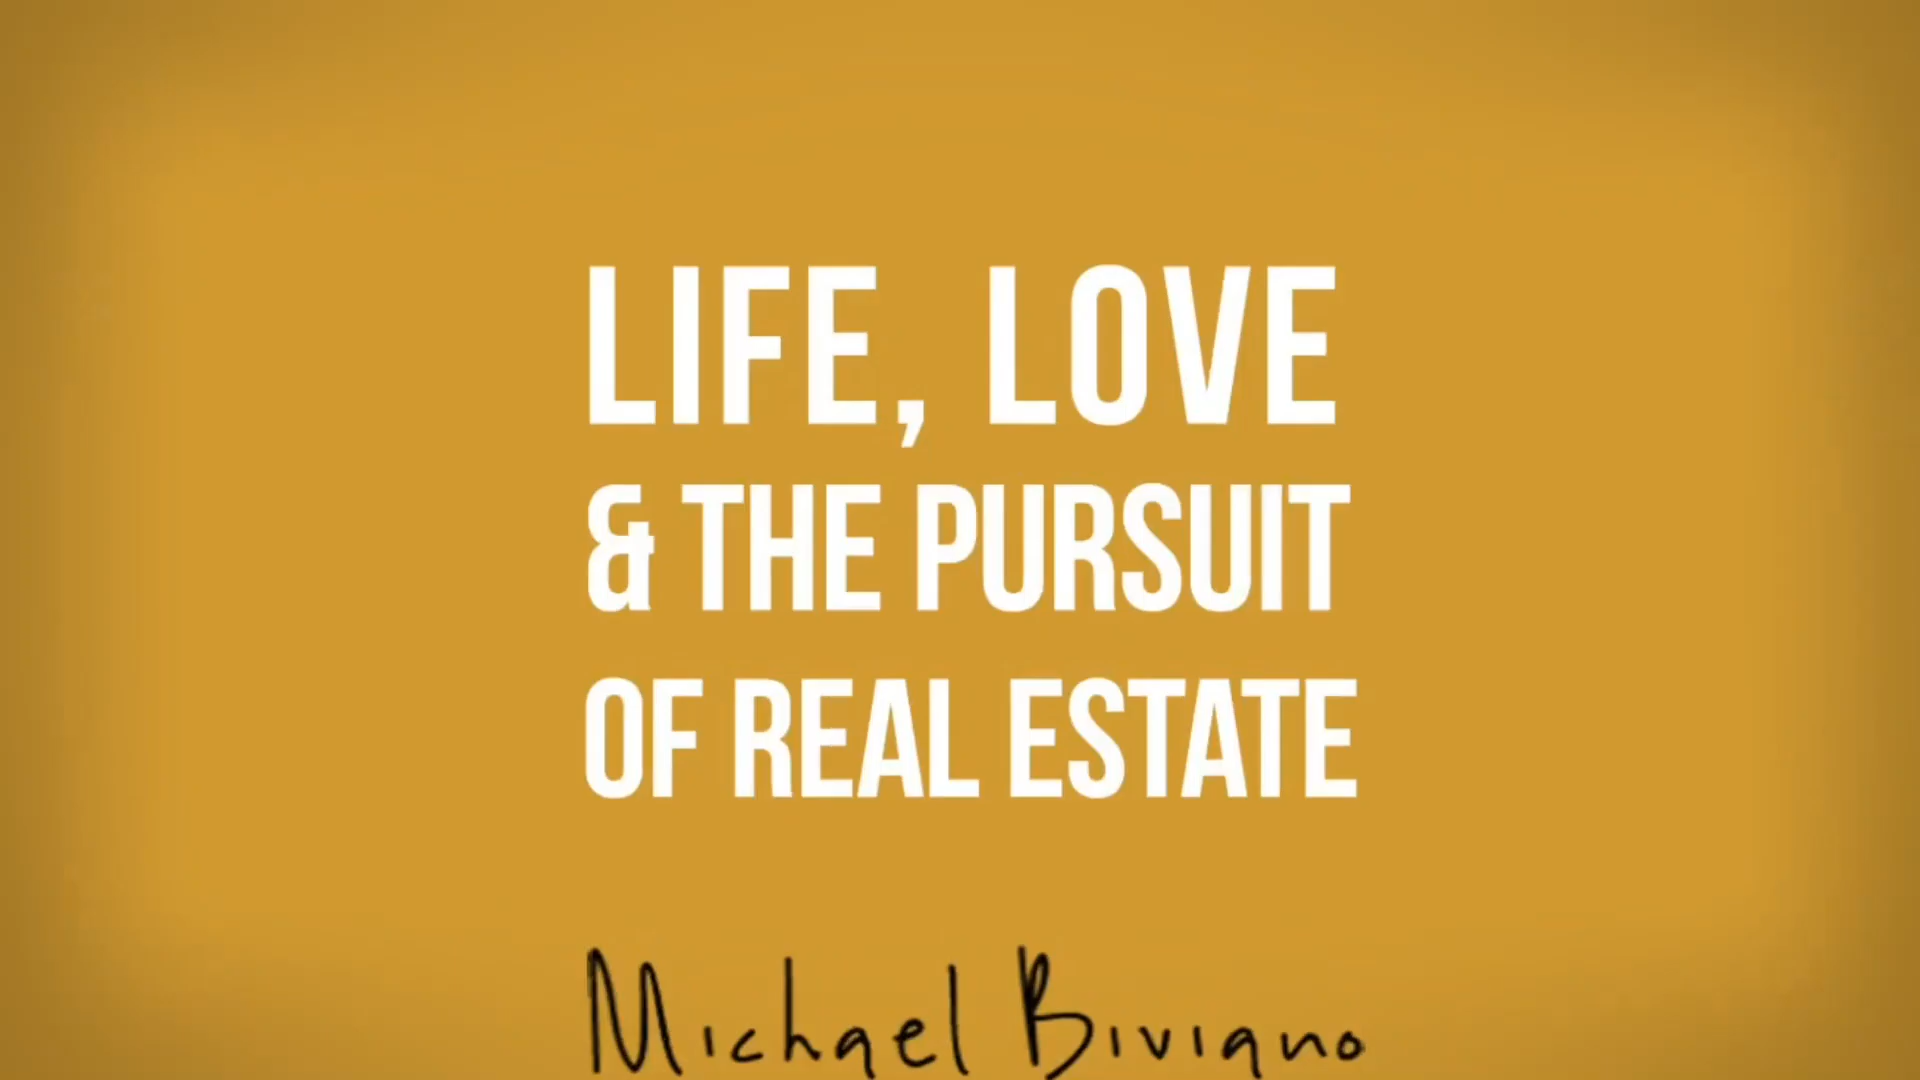 LIFE, LOVE
& THE PURSUIT
OF REAL ESTATE
Michael Biviano